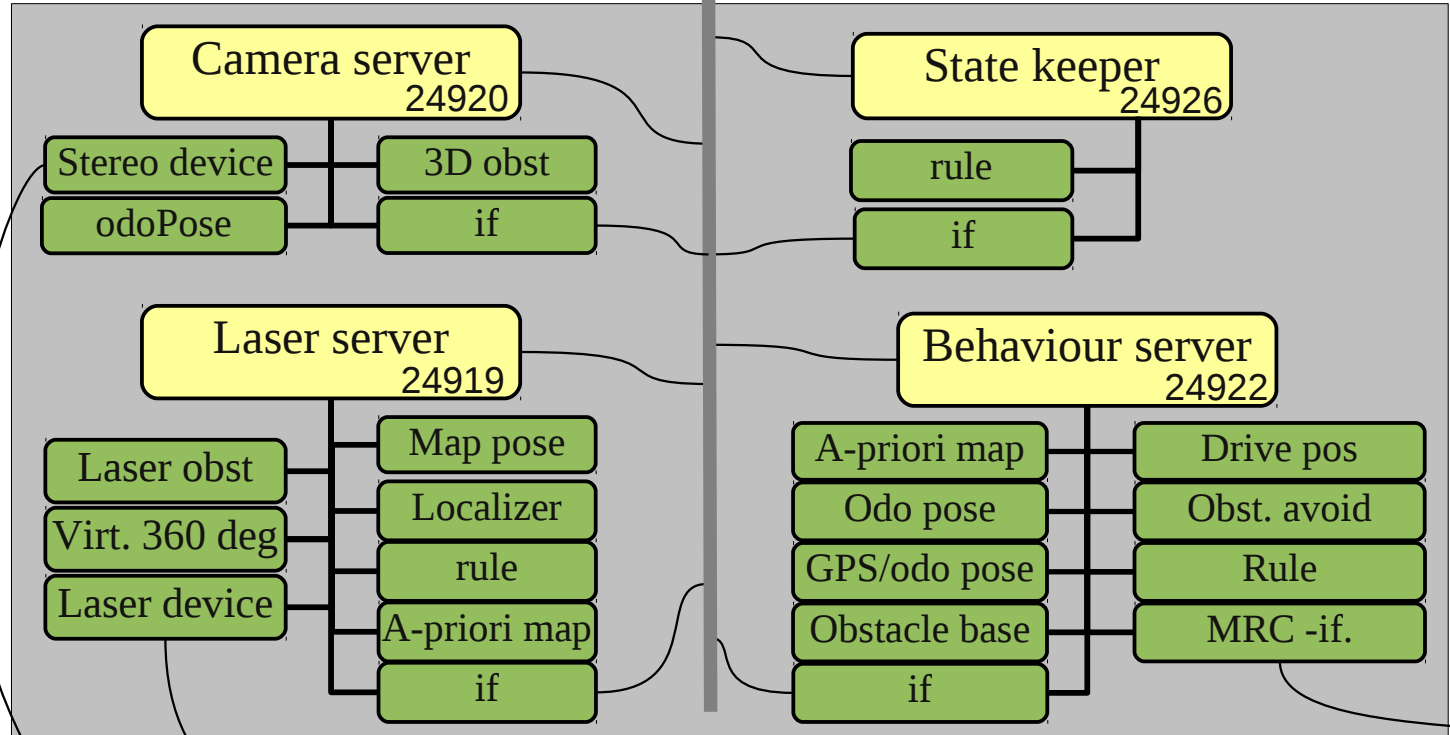 Camera server
24920
Stereo device
3D obst
odoPose
if
State keeper
24926
rule
if
Laser server
24919
Laser obst
Virt. 360 deg
Laser device
Map pose
Localizer
rule
A-priori map
if
Behaviour server
24922
A-priori map
Odo pose
GPS/odo pose
Obstacle base
if
Drive pos
Obst. avoid
Rule
MRC -if.